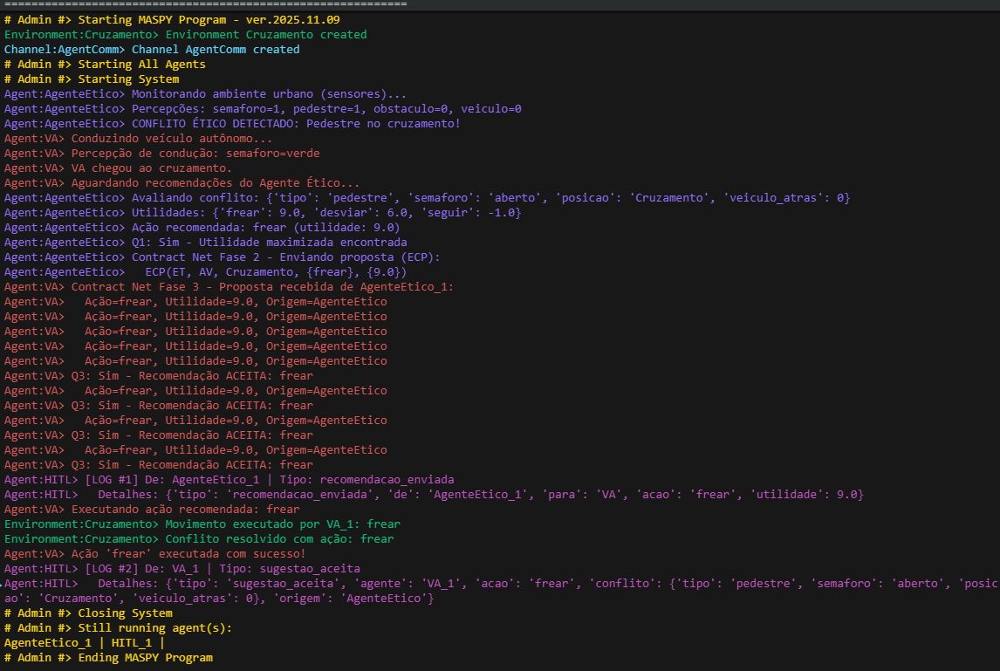 ============================================================
# Admin #> Starting MASPY Program - ver.2025.11.09
Environment:Cruzamento> Environment Cruzamento created
Channel:AgentComm> Channel AgentComm created
# Admin #> Starting All Agents
# Admin #> Starting System
Agent:AgenteEtico> Monitorando ambiente urbano (sensores)...
Agent:AgenteEtico> Percepções: semaforo=1, pedestre=1, obstaculo=0, veiculo=0
Agent:AgenteEtico> CONFLITO ÉTICO DETECTADO: Pedestre no cruzamento!
Agent:VA> Conduzindo veículo autônomo...
Agent:VA> Percepção de condução: semaforo=verde
Agent:VA> VA chegou ao cruzamento.
Agent:VA> Aguardando recomendações do Agente Ético...
Agent:AgenteEtico> Avaliando conflito: {'tipo': 'pedestre', 'semaforo': 'aberto', 'posicao': 'Cruzamento', 'veiculo_atras': 0}
Agent:AgenteEtico> Utilidades: {'frear': 9.0, 'desviar': 6.0, 'seguir': -1.0}
Agent:AgenteEtico> Ação recomendada: frear (utilidade: 9.0)
Agent:AgenteEtico> Q1: Sim - Utilidade maximizada encontrada
Agent:AgenteEtico> Contract Net Fase 2 - Enviando proposta (ECP):
Agent:AgenteEtico>   ECP(ET, AV, Cruzamento, {frear}, {9.0})
Agent:VA> Contract Net Fase 3 - Proposta recebida de AgenteEtico_1:
Agent:VA>   Ação=frear, Utilidade=9.0, Origem=AgenteEtico
Agent:VA>   Ação=frear, Utilidade=9.0, Origem=AgenteEtico
Agent:VA>   Ação=frear, Utilidade=9.0, Origem=AgenteEtico
Agent:VA>   Ação=frear, Utilidade=9.0, Origem=AgenteEtico
Agent:VA>   Ação=frear, Utilidade=9.0, Origem=AgenteEtico
Agent:VA> Q3: Sim - Recomendação ACEITA: frear
Agent:VA>   Ação=frear, Utilidade=9.0, Origem=AgenteEtico
Agent:VA> Q3: Sim - Recomendação ACEITA: frear
Agent:VA>   Ação=frear, Utilidade=9.0, Origem=AgenteEtico
Agent:VA> Q3: Sim - Recomendação ACEITA: frear
Agent:VA>   Ação=frear, Utilidade=9.0, Origem=AgenteEtico
Agent:VA> Q3: Sim - Recomendação ACEITA: frear
Agent:HITL> [LOG #1] De: AgenteEtico_1 | Tipo: recomendacao_enviada
Agent:HITL>   Detalhes: {'tipo': 'recomendacao_enviada', 'de': 'AgenteEtico_1', 'para': 'VA', 'acao': 'frear', 'utilidade': 9.0}
Agent:VA> Executando ação recomendada: frear
Environment:Cruzamento> Movimento executado por VA_1: frear
Environment:Cruzamento> Conflito resolvido com ação: frear
Agent:VA> Ação 'frear' executada com sucesso!
Agent:HITL> [LOG #2] De: VA_1 | Tipo: sugestao_aceita
Agent:HITL>   Detalhes: {'tipo': 'sugestao_aceita', 'agente': 'VA_1', 'acao': 'frear', 'conflito': {'tipo': 'pedestre', 'semaforo': 'aberto', 'posic
ao': 'Cruzamento', 'veiculo_atras': 0}, 'origem': 'AgenteEtico'}
# Admin #> Closing System
# Admin #> Still running agent(s):
AgenteEtico_1 | HITL_1 |
# Admin #> Ending MASPY Program